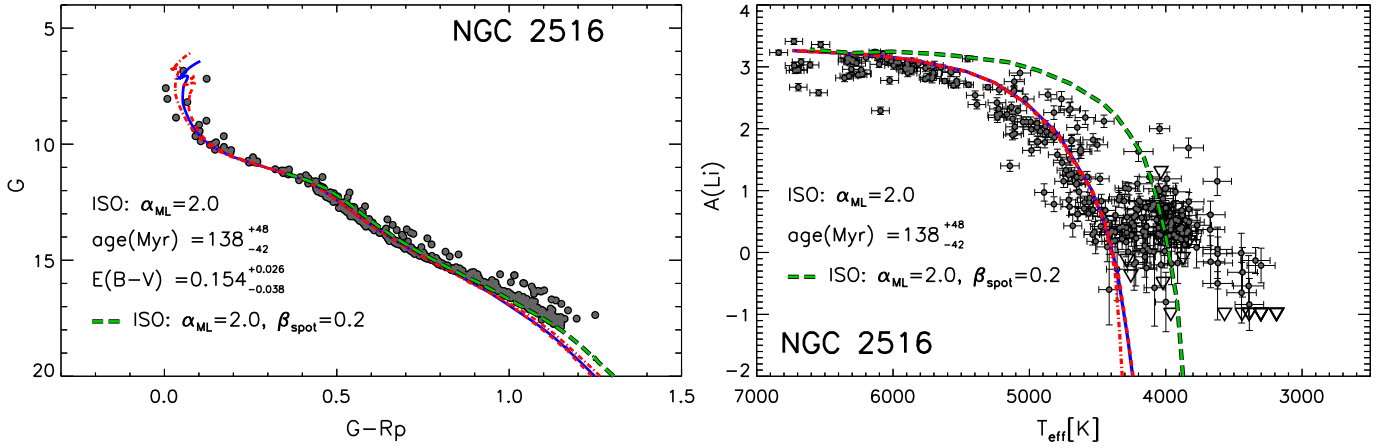 NGC 2516
5
10
15
20
G
ISO: α_ML=2.0
age(Myr) =138 +48 −42
E(B−V) =0.154 +0.026 −0.038
ISO: α_ML=2.0, β_spot=0.2
0.0 0.5 1.0 1.5
G−Rp
4
3
2
1
0
−1
−2
A(Li)
ISO: α_ML=2.0
age(Myr) =138 +48 −42
ISO: α_ML=2.0, β_spot=0.2
NGC 2516
7000 6000 5000 4000 3000
T_eff[K]